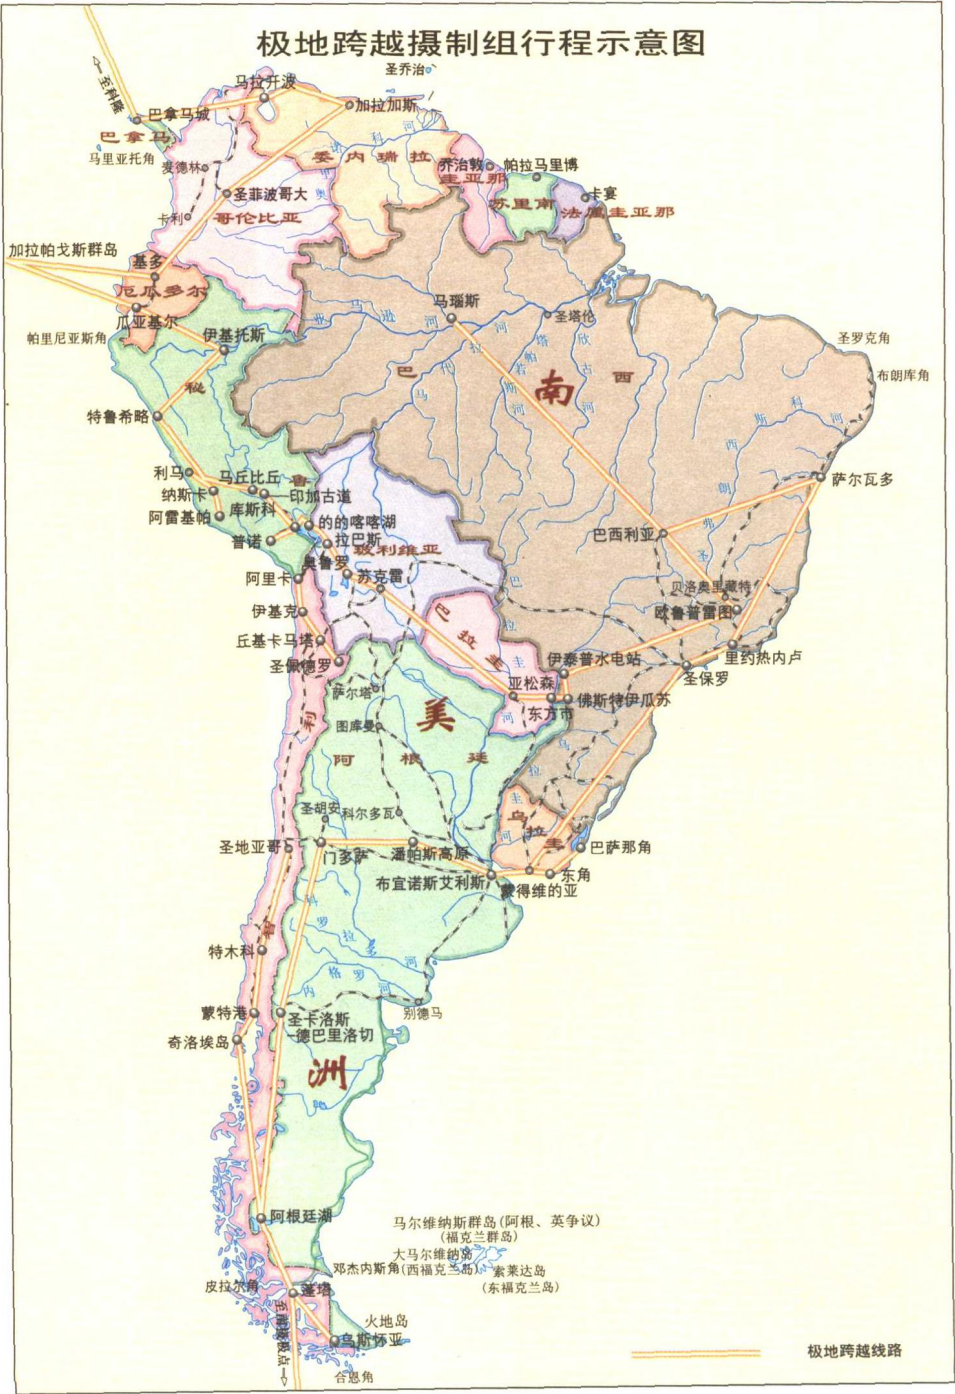 极地跨越摄制组行程示意图
圣乔治
至科隆
马拉开波
巴拿马城
加拉加斯
巴拿马
马里亚托角
麦德林
委内瑞拉
乔治敦
帕拉马里博
圭亚那
苏里南
卡宴
法属圭亚那
圣菲波哥大
卡利
哥伦比亚
加拉帕戈斯群岛
基多
厄瓜多尔
瓜亚基尔
马瑙斯
圣塔伦
亚马逊河
帕里尼亚斯角
伊基托斯
圣罗克角
布朗库角
秘鲁
巴西
南
特鲁希略
利马
马丘比丘
纳斯卡
印加古道
库斯科
阿雷基帕
萨尔瓦多
的的喀喀湖
普诺
拉巴斯
玻利维亚
巴西利亚
奥鲁罗
阿里卡
苏克雷
贝洛奥里藏特
伊基克
欧鲁普雷图
巴拉圭
丘基卡马塔
圣佩德罗
伊泰普水电站
里约热内卢
圣保罗
萨尔塔
亚松森
佛斯特伊瓜苏
东方市
图库曼
美
阿根廷
圣胡安
科尔多瓦
乌拉圭
圣地亚哥
门多萨
潘帕斯高原
巴萨那角
布宜诺斯艾利斯
东角
蒙得维的亚
智利
科罗拉多河
特木科
内格罗河
蒙特港
圣卡洛斯
-德巴里洛切
别德马
奇洛埃岛
洲
阿根廷湖
马尔维纳斯群岛(阿根、英争议)
(福克兰群岛)
大马尔维纳岛
(西福克兰岛)
邓杰内斯角
索莱达岛
(东福克兰岛)
皮拉尔角
蓬塔
火地岛
乌斯怀亚
合恩角
极地跨越线路